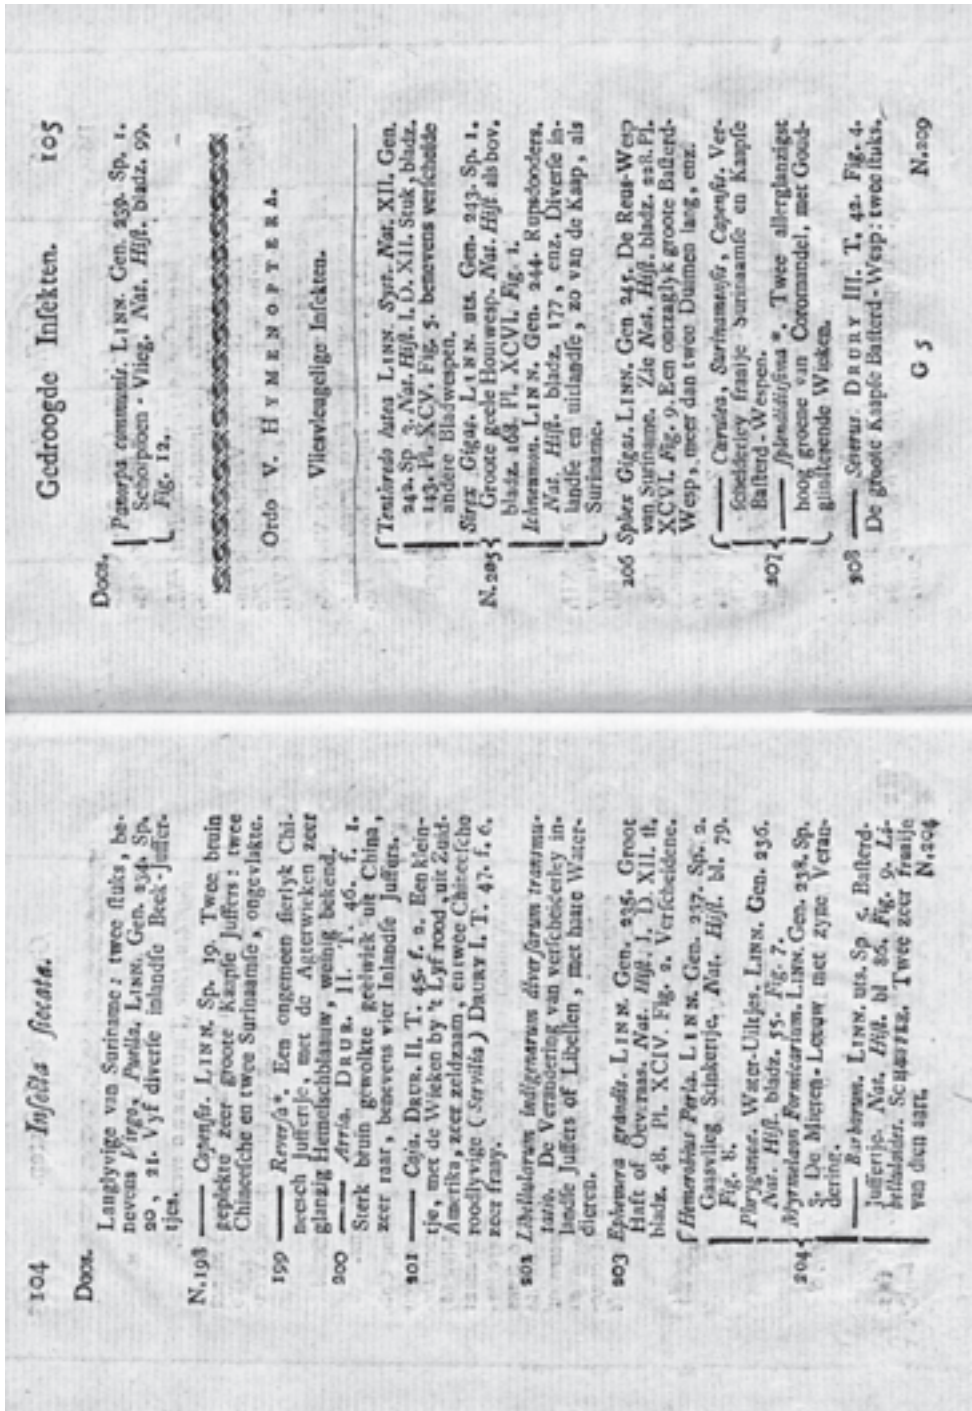 104 Insecta siccata.
Doos.
Langlyvige van Suriname: twee stuks, be-
nevens Virgo, Puella, LINN. Gen. 234. Sp.
20, 21. Vyf diverse inlandse Beek-Juffer-
tjes.
N.198 —— Capensis. LINN. Sp. 19. Twee bruin
geplekte zeer groote Kaapse Juffers: twee
Chineesche en twee Surinaamse, ongevlakte.
199 —— Reversa*. Een ongemeen sierlyk Chi-
neesch Juffertje, met de Agterwieken zeer
glanzig Hemelschblaauw, weinig bekend.
200 —— Arria. DRUR. II. T. 46. f. 1.
Sterk bruin gewolkte geelwiek uit China,
zeer raar, benevens vier Inlandse Juffers.
201 —— Caja. DRUR. II. T. 45. f. 2. Een klein-
tje, met de Wieken by 't Lyf rood, uit Zuid-
Amerika, zeer zeldzaam, en twee Chineesche
roodlyvige (Servilia) DRURY I. T. 47. f. 6.
zeer fraay.
202 Libellularum indigenarum diversarum transmu-
tatio. De Verandering van verscheiderley in-
landse Juffers of Libellen, met hare Water-
dieren.
203 Ephemera grandis. LINN. Gen. 235. Groot
Haft of Oeveraas. Nat. Hist. I. D. XII. st.
bladz. 48. Pl. XCIV. Fig. 2. Verscheidene.
Hemerobius Perla. LINN. Gen. 237. Sp. 2.
Gaasvlieg Stinkertje, Nat. Hist. bl. 79.
Fig. 8.
Phryganea. Water-Uiltjes. LINN. Gen. 236.
Nat. Hist. bladz. 55. Fig. 7.
204 Myrmeleon Formicarium. LINN. Gen. 238. Sp.
3. De Mieren-Leeuw met zyne Veran-
dering.
—— Barbarum. LINN. uts. Sp 5. Basterd-
Juffertje. Nat. Hist. bl 86. Fig. 9. Li-
belluloides. SCHÆFFER. Twee zeer fraaije
van dien aart.
N.204
Gedroogde Insekten. 105
Doos.
Panorpa communis. LINN. Gen. 239. Sp. 1.
Schorpioen-Vlieg. Nat. Hist. bladz. 99.
Fig. 12.
Ordo V. HYMENOPTERA.
Vliesvleugelige Insekten.
Tenthredo lutea LINN. Syst. Nat. XII. Gen.
242. Sp 3. Nat. Hist. I. D. XII. Stuk, bladz.
143. Pl. XCV. Fig. 5. benevens verscheide
andere Bladwespen.
Sirex Gigas. LINN. uts. Gen. 243. Sp. 1.
N.205 Groote geele Houtwesp. Nat. Hist als bov.
bladz. 168. Pl. XCVI. Fig. 1.
Ichneumon. LINN. Gen. 244. Rupsdooders.
Nat. Hist. bladz. 177, enz. Diverse in-
landse en uitlandse, zo van de Kaap, als
Suriname.
206 Sphex Gigas. LINN. Gen 245. De Reus-Wesp
van Suriname. Zie Nat. Hist. bladz. 228. Pl.
XCVI. Fig. 9. Een ontzaglyk groote Basterd-
Wesp, meer dan twee Duimen lang, enz.
—— Cærulea, Surinamensis, Capensis. Ver-
scheiderley fraaije Surinaamse en Kaapse
Basterd-Wespen.
207 —— Splendidissima*. Twee allerglanzigst
hoog groene van Coromandel, met Goud-
glinsterende Wieken.
208 —— Severus DRURY III. T. 42. Fig. 4.
De groote Kaapse Basterd-Wesp: twee stuks.
G 5 N.209